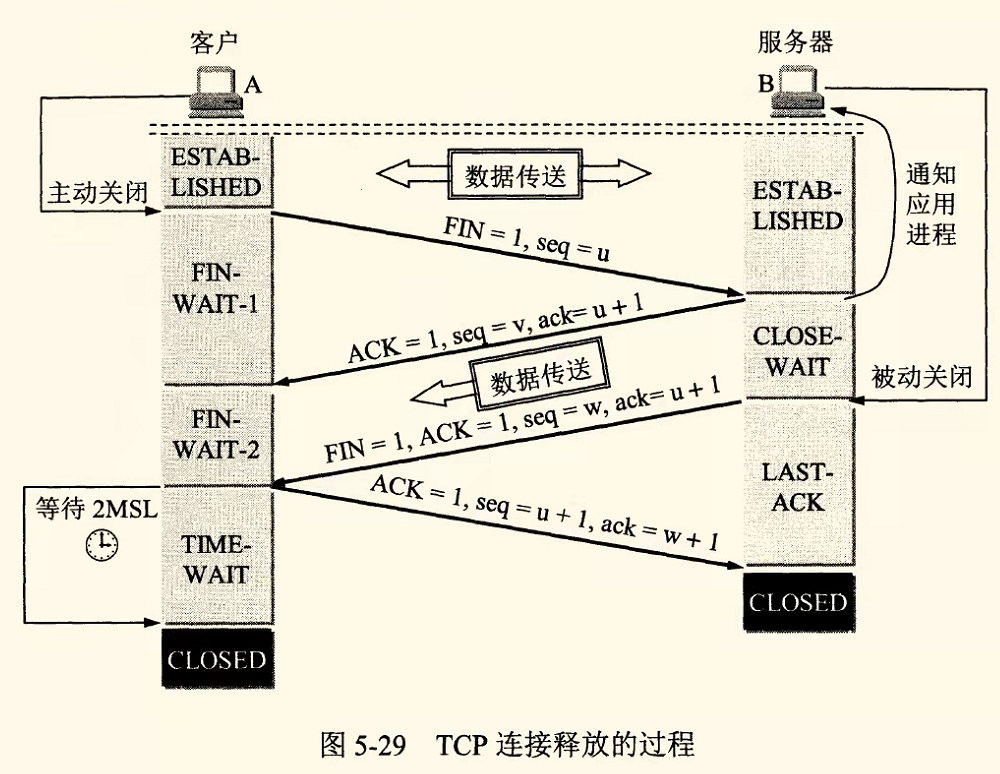 客户
A
服务器
B
ESTAB-
LISHED
数据传送
ESTAB-
LISHED
通知
应用
进程
主动关闭
FIN = 1, seq = u
FIN-
WAIT-1
ACK = 1, seq = v, ack= u + 1
CLOSE-
WAIT
数据传送
被动关闭
FIN-
WAIT-2
FIN = 1, ACK = 1, seq = w, ack= u + 1
LAST-
ACK
等待 2MSL
ACK = 1, seq = u + 1, ack = w + 1
TIME-
WAIT
CLOSED
CLOSED
图 5-29 TCP 连接释放的过程